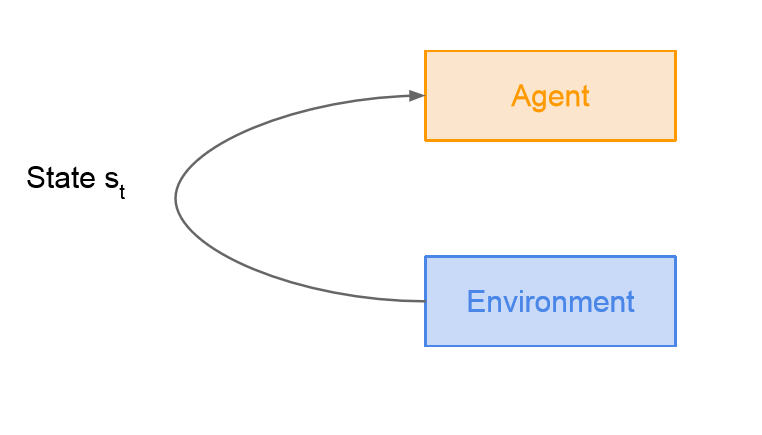 Agent
State sₜ
Environment